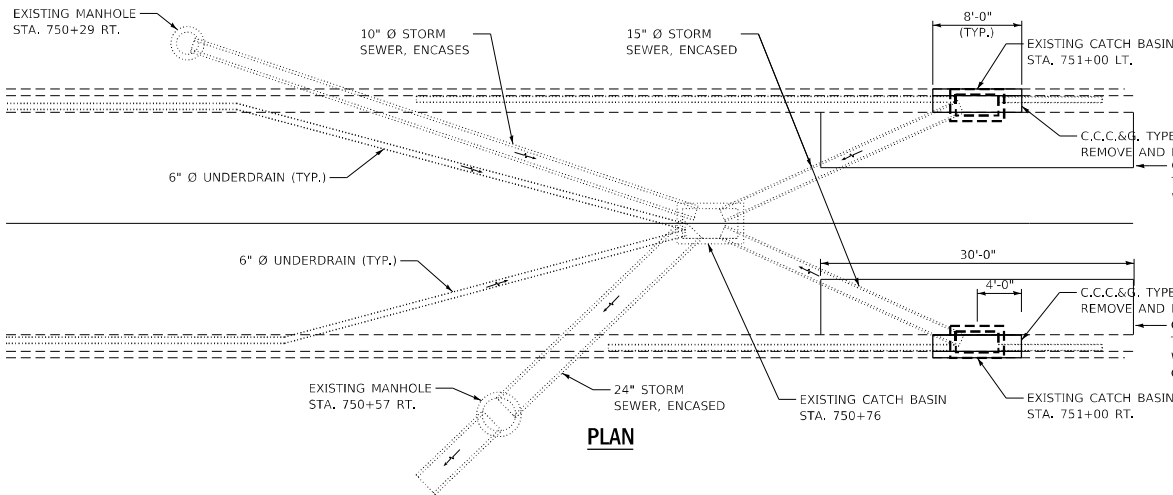 EXISTING MANHOLE
STA. 750+29 RT.
10" Ø STORM
SEWER, ENCASES
15" Ø STORM
SEWER, ENCASED
8'-0"
(TYP.)
EXISTING CATCH BASIN
STA. 751+00 LT.
C.C.C.&G. TYPE
REMOVE AND
6" Ø UNDERDRAIN (TYP.)
6" Ø UNDERDRAIN (TYP.)
30'-0"
4'-0"
C.C.C.&G. TYPE
REMOVE AND
EXISTING MANHOLE
STA. 750+57 RT.
24" STORM
SEWER, ENCASED
EXISTING CATCH BASIN
STA. 750+76
EXISTING CATCH BASIN
STA. 751+00 RT.
PLAN